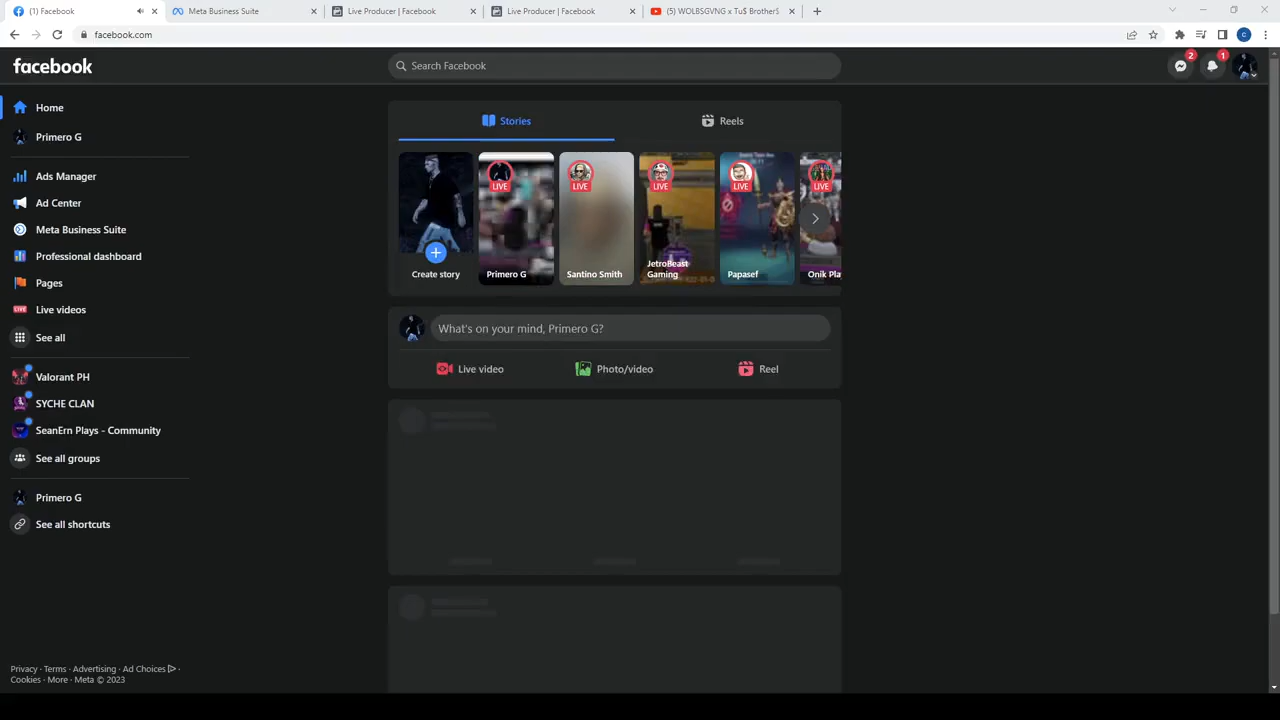 (1) Facebook
Meta Business Suite
Live Producer | Facebook
Live Producer | Facebook
(5) WOLBSGVNG x Tu$ Brother$
facebook.com
facebook
Search Facebook
2
1
Home
Primero G
Ads Manager
Ad Center
Meta Business Suite
Professional dashboard
Pages
LIVE
Live videos
See all
Valorant PH
SYCHE CLAN
SeanErn Plays - Community
See all groups
Primero G
See all shortcuts
Privacy · Terms · Advertising · Ad Choices ·
Cookies · More · Meta © 2023
Stories
Reels
Create story
LIVE
Primero G
LIVE
Santino Smith
LIVE
JetroBeast
Gaming
LIVE
Papasef
LIVE
Onik Pla
What's on your mind, Primero G?
Live video
Photo/video
Reel